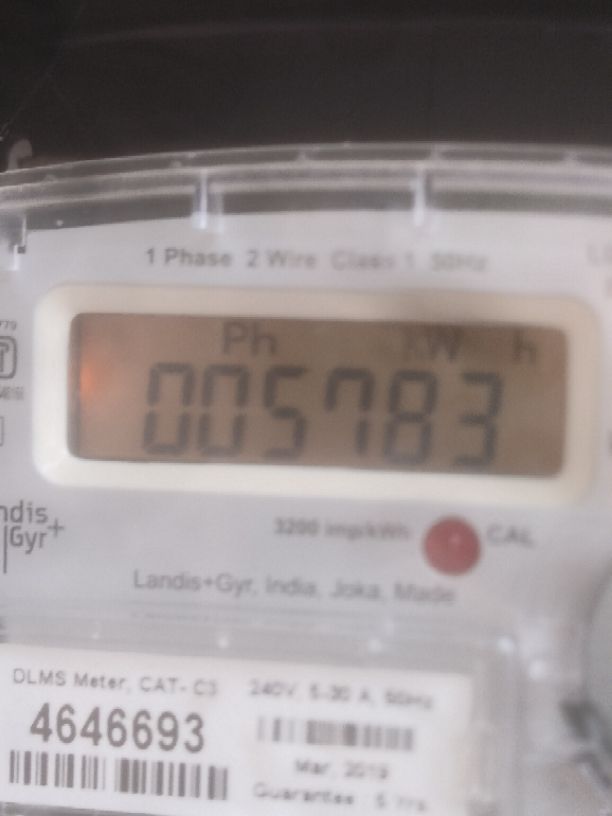 1 Phase 2 Wire Class 1 50Hz
Ph kW h
005783
ndis
Gyr+
3200 imp/kWh CAL
Landis+Gyr, India, Joka, Made
DLMS Meter, CAT- C3 240V, 5-30 A, 50Hz
4646693
Mar, 2019
Guarantee : 5 Yrs